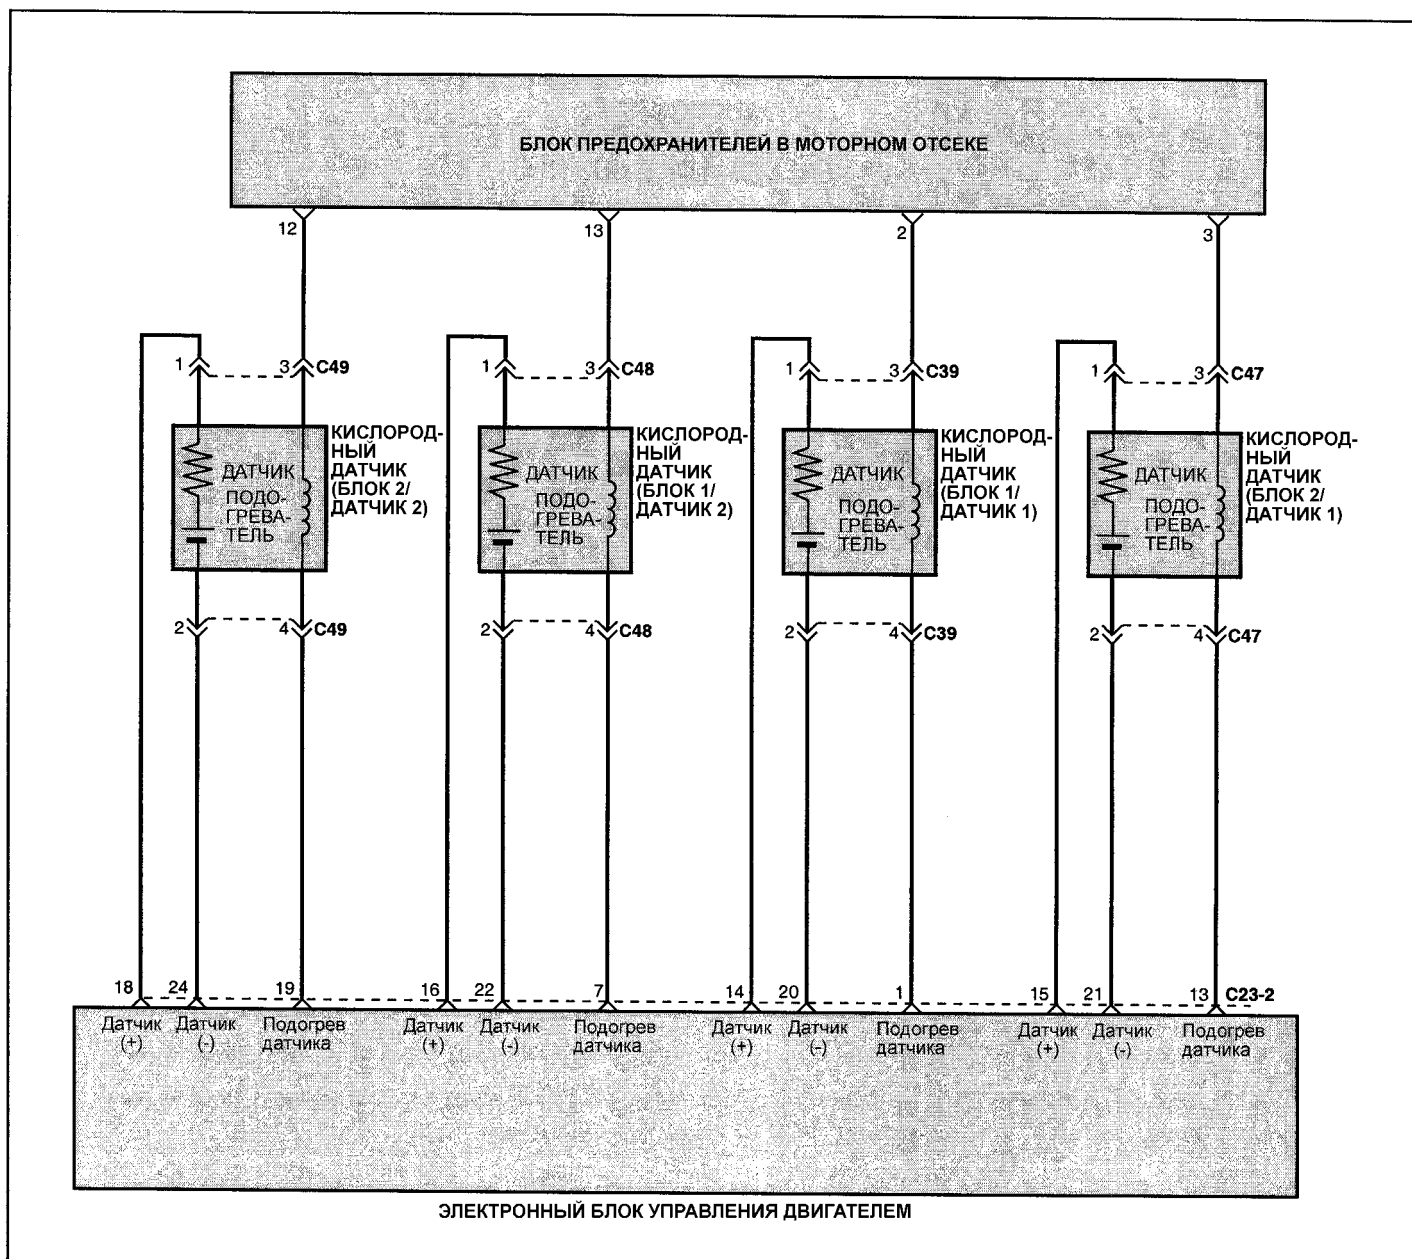 БЛОК ПРЕДОХРАНИТЕЛЕЙ В МОТОРНОМ ОТСЕКЕ
12 13 2 3
1 3 C49 1 3 C48 1 3 C39 1 3 C47
КИСЛОРОД-
НЫЙ
ДАТЧИК
(БЛОК 2/
ДАТЧИК 2)
ДАТЧИК
ПОДО-
ГРЕВА-
ТЕЛЬ
КИСЛОРОД-
НЫЙ
ДАТЧИК
(БЛОК 1/
ДАТЧИК 2)
ДАТЧИК
ПОДО-
ГРЕВА-
ТЕЛЬ
КИСЛОРОД-
НЫЙ
ДАТЧИК
(БЛОК 1/
ДАТЧИК 1)
ДАТЧИК
ПОДО-
ГРЕВА-
ТЕЛЬ
КИСЛОРОД-
НЫЙ
ДАТЧИК
(БЛОК 2/
ДАТЧИК 1)
ДАТЧИК
ПОДО-
ГРЕВА-
ТЕЛЬ
2 4 C49 2 4 C48 2 4 C39 2 4 C47
18 24 19 16 22 7 14 20 1 15 21 13 C23-2
Датчик Датчик Подогрев Датчик Датчик Подогрев Датчик Датчик Подогрев Датчик Датчик Подогрев
(+) (-) датчика (+) (-) датчика (+) (-) датчика (+) (-) датчика
ЭЛЕКТРОННЫЙ БЛОК УПРАВЛЕНИЯ ДВИГАТЕЛЕМ